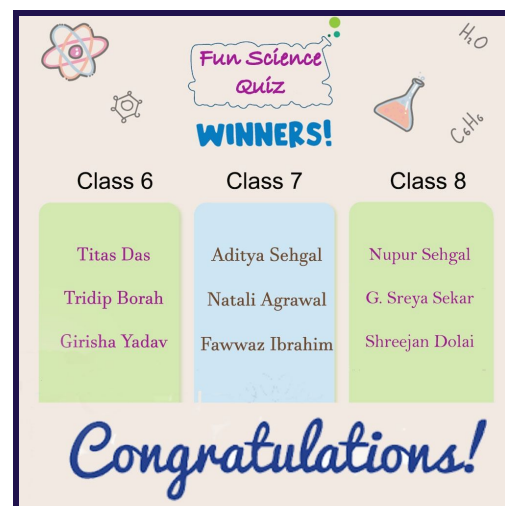 H₂O
Fun Science
Quiz
WINNERS!
C₆H₆
Class 6
Class 7
Class 8
Titas Das
Tridip Borah
Girisha Yadav
Aditya Sehgal
Natali Agrawal
Fawwaz Ibrahim
Nupur Sehgal
G. Sreya Sekar
Shreejan Dolai
Congratulations!